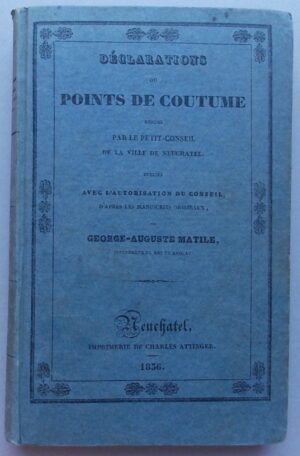 DÉCLARATIONS
OU
POINTS DE COUTUME
RENDUS
PAR LE PETIT-CONSEIL
DE LA VILLE DE NEUCHATEL.
PUBLIÉS
AVEC L'AUTORISATION DU CONSEIL,
D'APRÈS LES MANUSCRITS ORIGINAUX,
GEORGE-AUGUSTE MATILE,
Neuchatel,
IMPRIMERIE DE CHARLES ATTINGER.
1836.